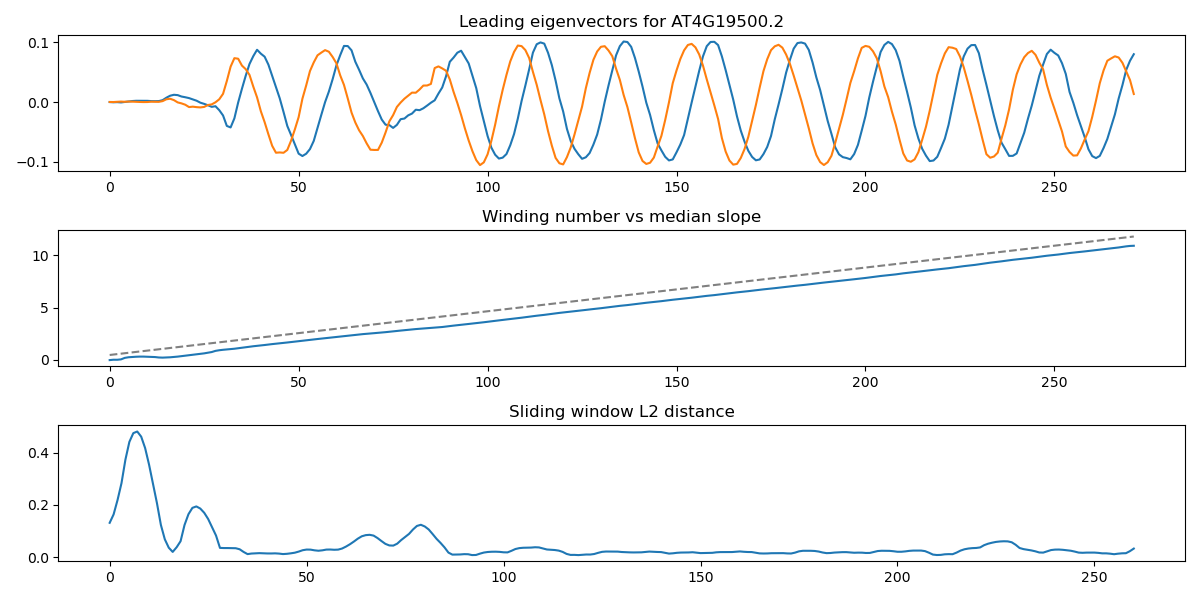 Leading eigenvectors for AT4G19500.2
0.1
0.0
−0.1
0 50 100 150 200 250
Winding number vs median slope
10
5
0
0 50 100 150 200 250
Sliding window L2 distance
0.4
0.2
0.0
0 50 100 150 200 250